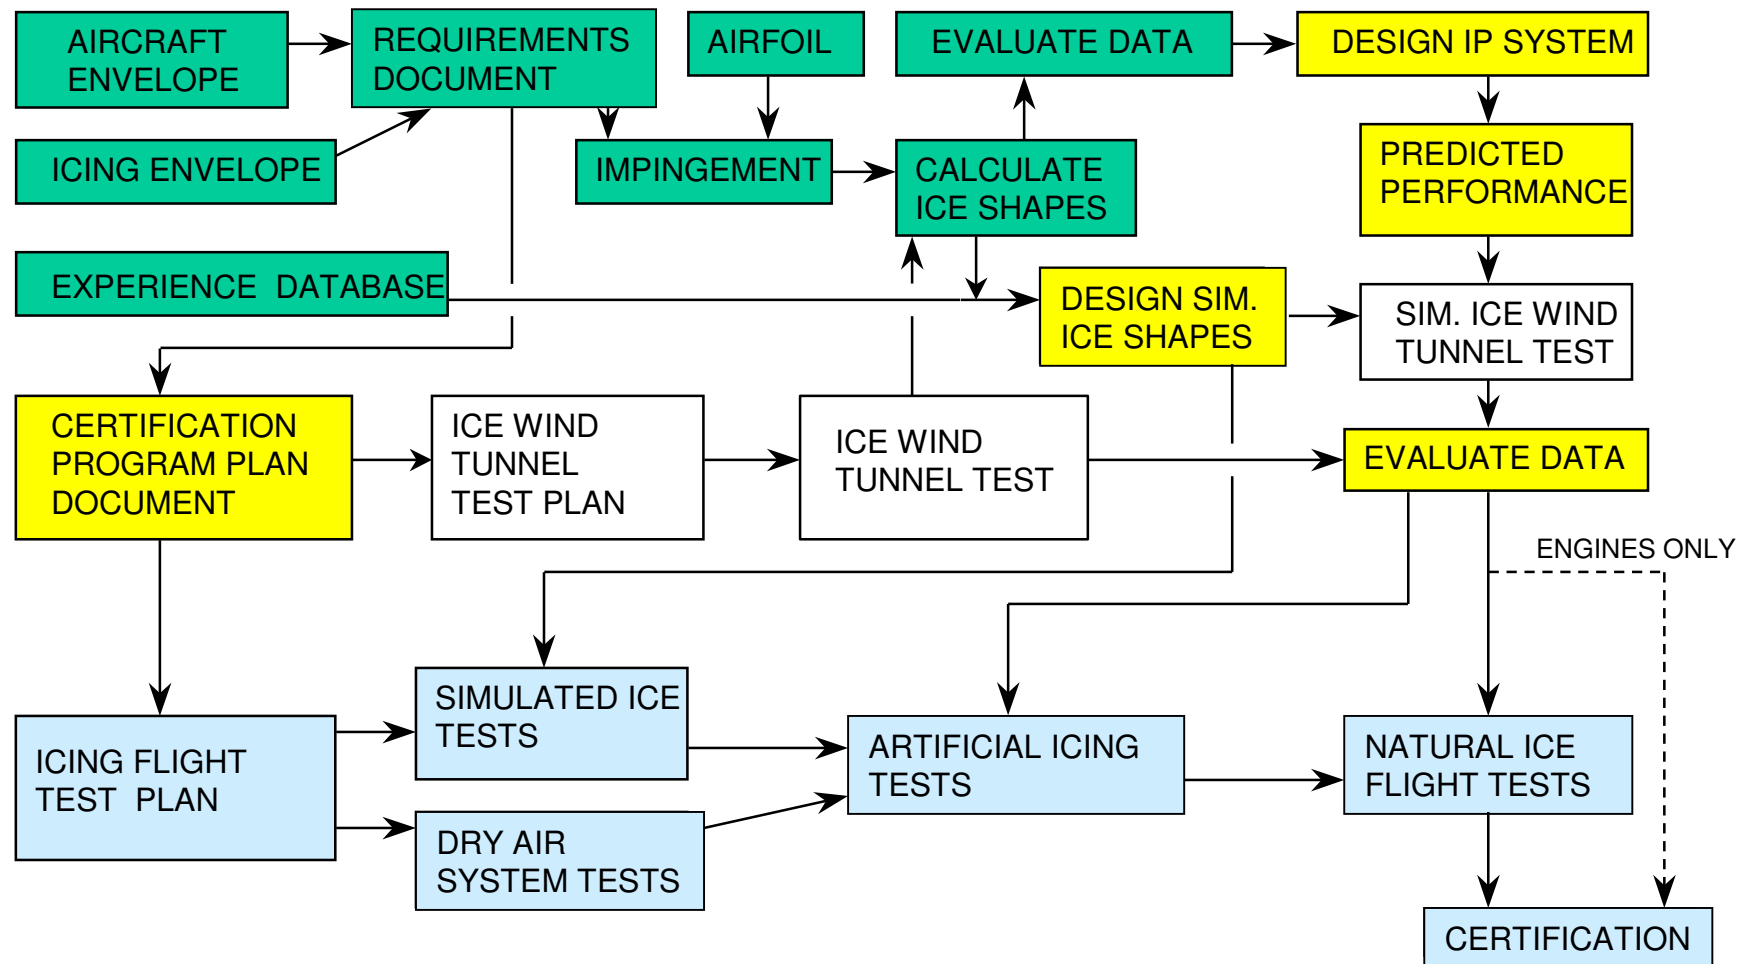 AIRCRAFT
ENVELOPE
REQUIREMENTS
DOCUMENT
AIRFOIL
EVALUATE DATA
DESIGN IP SYSTEM
ICING ENVELOPE
IMPINGEMENT
CALCULATE
ICE SHAPES
PREDICTED
PERFORMANCE
EXPERIENCE DATABASE
DESIGN SIM.
ICE SHAPES
SIM. ICE WIND
TUNNEL TEST
CERTIFICATION
PROGRAM PLAN
DOCUMENT
ICE WIND
TUNNEL
TEST PLAN
ICE WIND
TUNNEL TEST
EVALUATE DATA
ENGINES ONLY
ICING FLIGHT
TEST PLAN
SIMULATED ICE
TESTS
DRY AIR
SYSTEM TESTS
ARTIFICIAL ICING
TESTS
NATURAL ICE
FLIGHT TESTS
CERTIFICATION